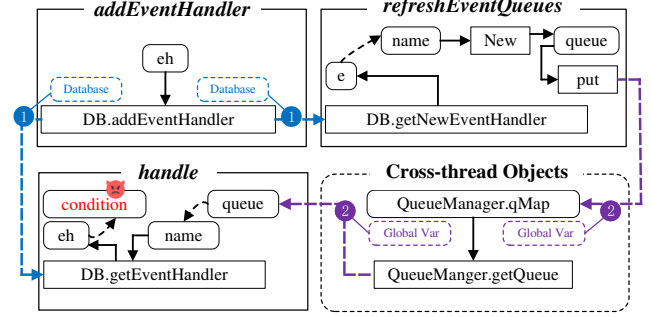 addEventHandler
eh
Database
Database
1
1
DB.addEventHandler
refreshEventQueues
name
New
queue
e
put
DB.getNewEventHandler
handle
condition
queue
eh
name
DB.getEventHandler
Cross-thread Objects
QueueManager.qMap
2
2
Global Var
Global Var
QueueManger.getQueue